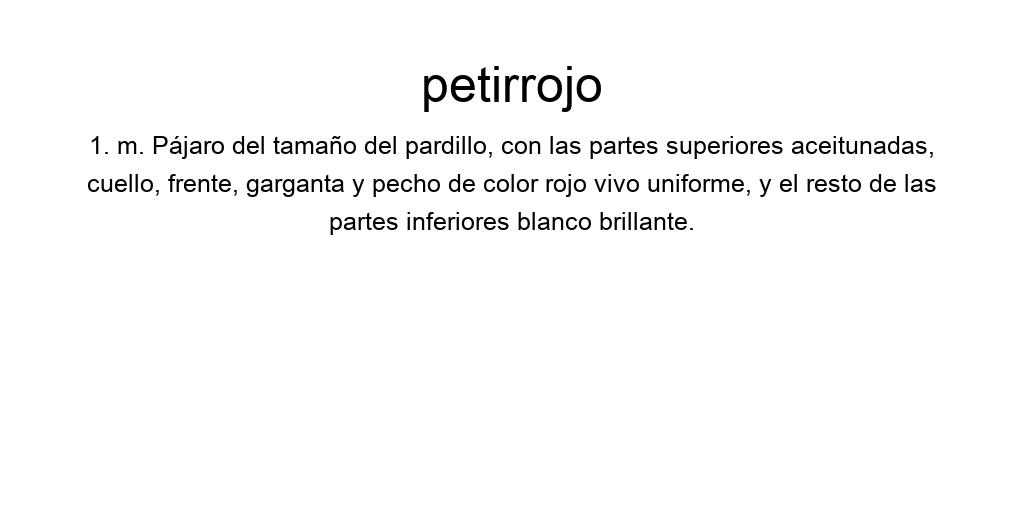 petirrojo
1. m. Pájaro del tamaño del pardillo, con las partes superiores aceitunadas,
cuello, frente, garganta y pecho de color rojo vivo uniforme, y el resto de las
partes inferiores blanco brillante.